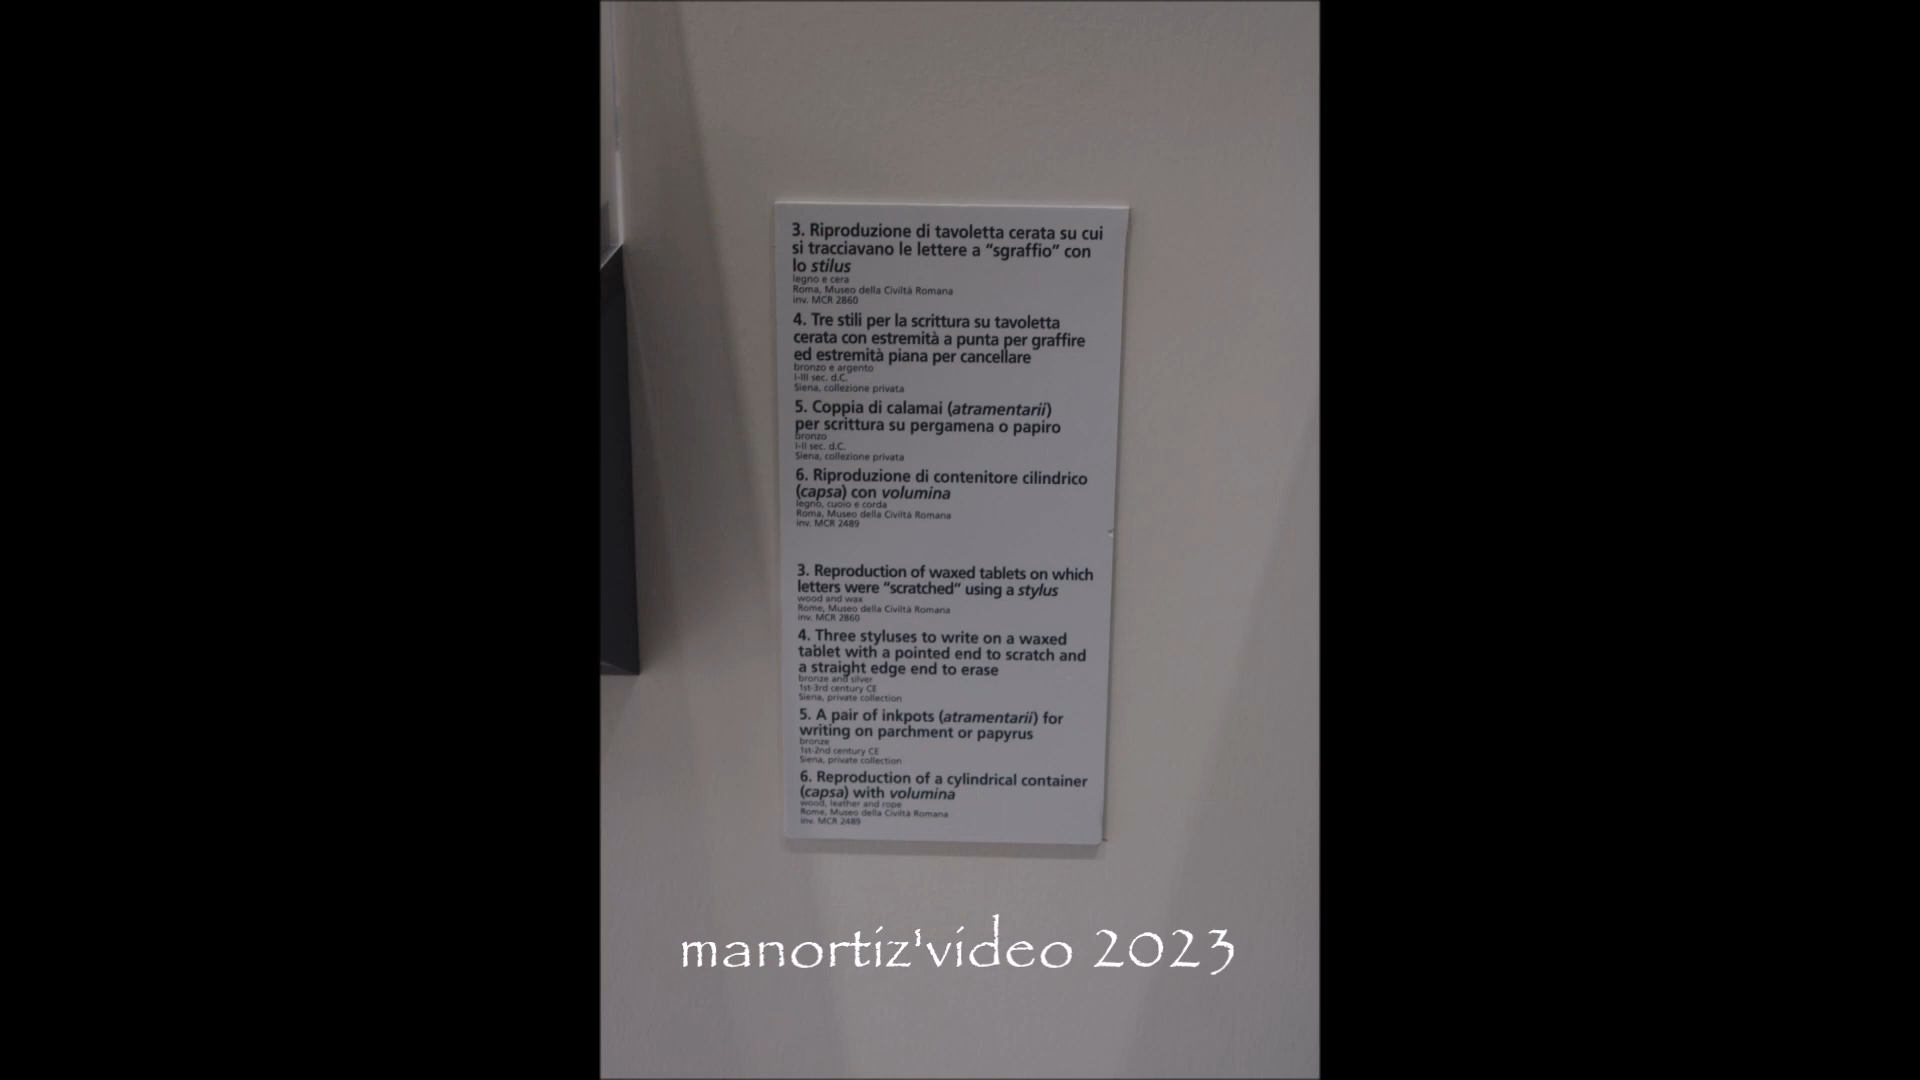 3. Riproduzione di tavoletta cerata su cui
si tracciavano le lettere a “sgraffio” con
lo stilus
legno e cera
Roma, Museo della Civiltà Romana
inv. MCR 2860
4. Tre stili per la scrittura su tavoletta
cerata con estremità a punta per graffire
ed estremità piana per cancellare
bronzo e argento
I-III sec. d.C.
Siena, collezione privata
5. Coppia di calamai (atramentarii)
per scrittura su pergamena o papiro
bronzo
I-II sec. d.C.
Siena, collezione privata
6. Riproduzione di contenitore cilindrico
(capsa) con volumina
legno, cuoio e corda
Roma, Museo della Civiltà Romana
inv. MCR 2489
3. Reproduction of waxed tablets on which
letters were “scratched” using a stylus
wood and wax
Rome, Museo della Civiltà Romana
inv. MCR 2860
4. Three styluses to write on a waxed
tablet with a pointed end to scratch and
a straight edge end to erase
bronze and silver
1st-3rd century CE
Siena, private collection
5. A pair of inkpots (atramentarii) for
writing on parchment or papyrus
bronze
1st-2nd century CE
Siena, private collection
6. Reproduction of a cylindrical container
(capsa) with volumina
wood, leather and rope
Rome, Museo della Civiltà Romana
inv. MCR 2489
manortiz'video 2023